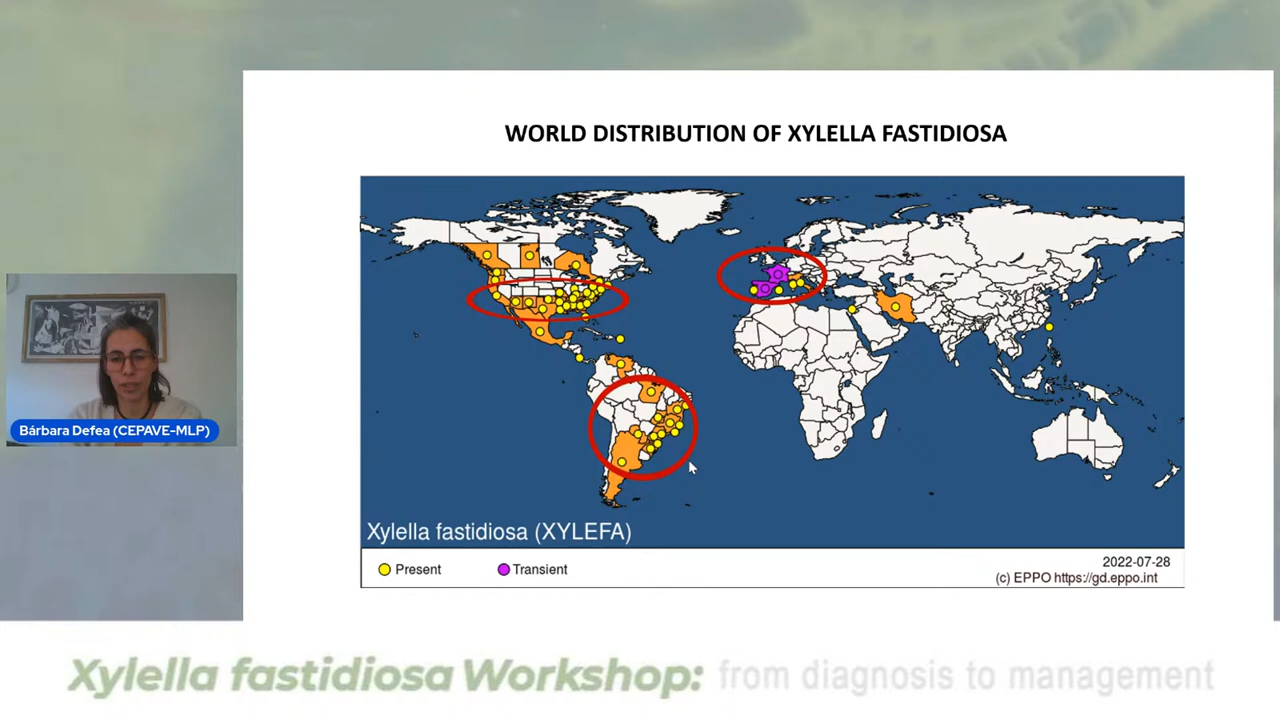 WORLD DISTRIBUTION OF XYLELLA FASTIDIOSA
Bárbara Defea (CEPAVE-MLP)
Xylella fastidiosa (XYLEFA)
Present
Transient
2022-07-28
(c) EPPO https://gd.eppo.int
Xylella fastidiosa Workshop: from diagnosis to management